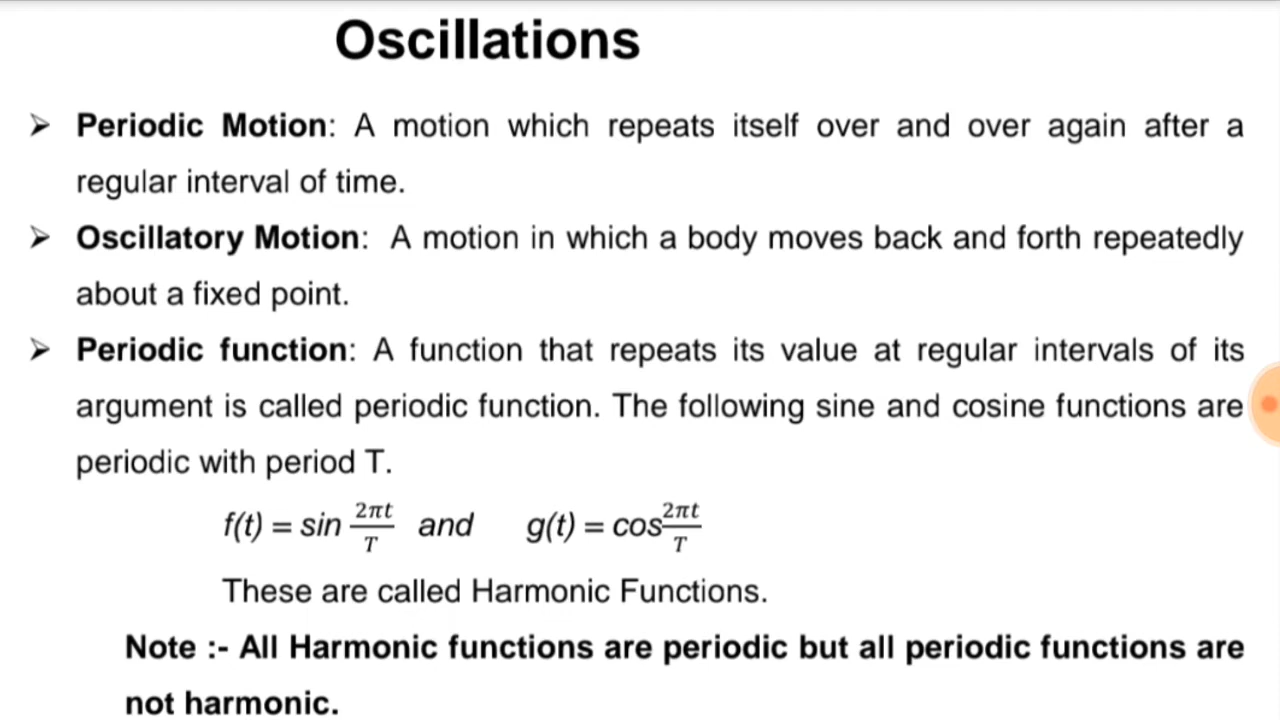 Oscillations
➤ Periodic Motion: A motion which repeats itself over and over again after a
regular interval of time.
➤ Oscillatory Motion: A motion in which a body moves back and forth repeatedly
about a fixed point.
➤ Periodic function: A function that repeats its value at regular intervals of its
argument is called periodic function. The following sine and cosine functions are
periodic with period T.
f(t) = sin 2πt/T and g(t) = cos 2πt/T
These are called Harmonic Functions.
Note :- All Harmonic functions are periodic but all periodic functions are
not harmonic.